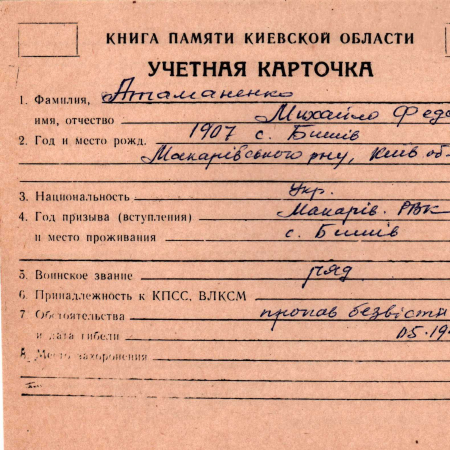 КНИГА ПАМЯТИ КИЕВСКОЙ ОБЛАСТИ
УЧЕТНАЯ КАРТОЧКА
1. Фамилия, Атаманенко
имя, отчество Михайло Федо
2. Год и место рожд. 1907 с. Бишів
Макарівського р-ну, Київ об-
3. Национальность Укр.
4. Год призыва (вступления) Макарів. РВК
и место проживания с. Бишів
5. Воинское звание ряд
6. Принадлежность к КПСС, ВЛКСМ
7 Обстоятельства пропав безвісти
и дата гибели 05.19
8. Место захоронения